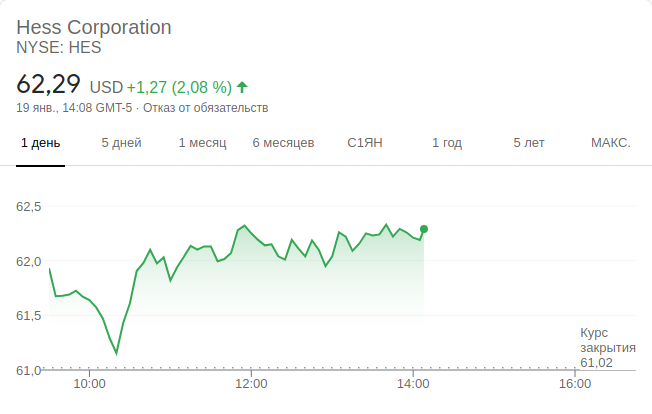 Hess Corporation
NYSE: HES
62,29 USD +1,27 (2,08 %)
19 янв., 14:08 GMT-5 · Отказ от обязательств
1 день 5 дней 1 месяц 6 месяцев С1ЯН 1 год 5 лет МАКС.
62,5
62,0
61,5
61,0
Курс
закрытия
61,02
10:00 12:00 14:00 16:00